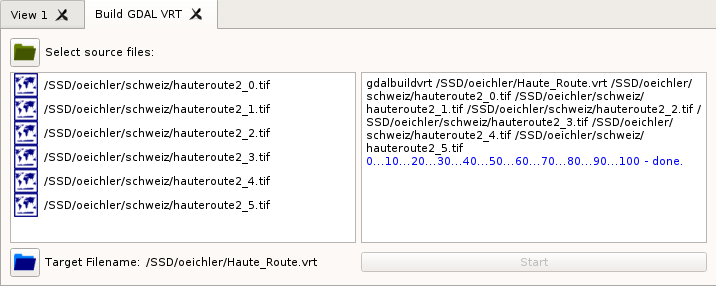 View 1
Build GDAL VRT
Select source files:
/SSD/oeichler/schweiz/hauteroute2_0.tif
/SSD/oeichler/schweiz/hauteroute2_1.tif
/SSD/oeichler/schweiz/hauteroute2_2.tif
/SSD/oeichler/schweiz/hauteroute2_3.tif
/SSD/oeichler/schweiz/hauteroute2_4.tif
/SSD/oeichler/schweiz/hauteroute2_5.tif
gdalbuildvrt /SSD/oeichler/Haute_Route.vrt /SSD/oeichler/
schweiz/hauteroute2_0.tif /SSD/oeichler/schweiz/
hauteroute2_1.tif /SSD/oeichler/schweiz/hauteroute2_2.tif /
SSD/oeichler/schweiz/hauteroute2_3.tif /SSD/oeichler/
schweiz/hauteroute2_4.tif /SSD/oeichler/schweiz/
hauteroute2_5.tif
0...10...20...30...40...50...60...70...80...90...100 - done.
Target Filename: /SSD/oeichler/Haute_Route.vrt
Start